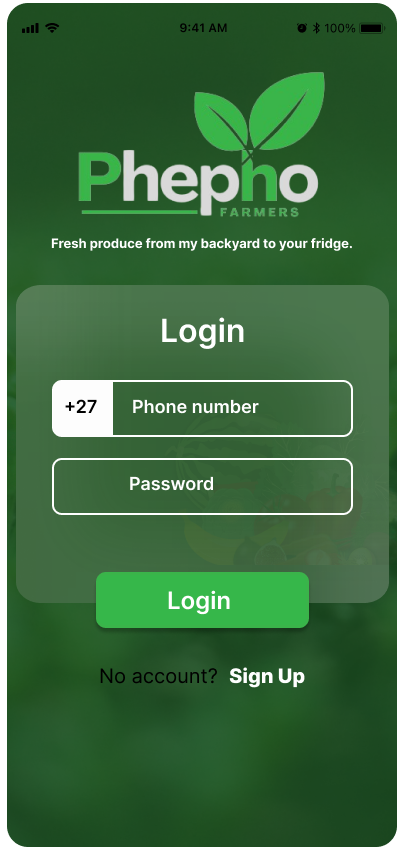 9:41 AM 100%
Phepho
FARMERS
Fresh produce from my backyard to your fridge.
Login
+27 Phone number
Password
Login
No account? Sign Up